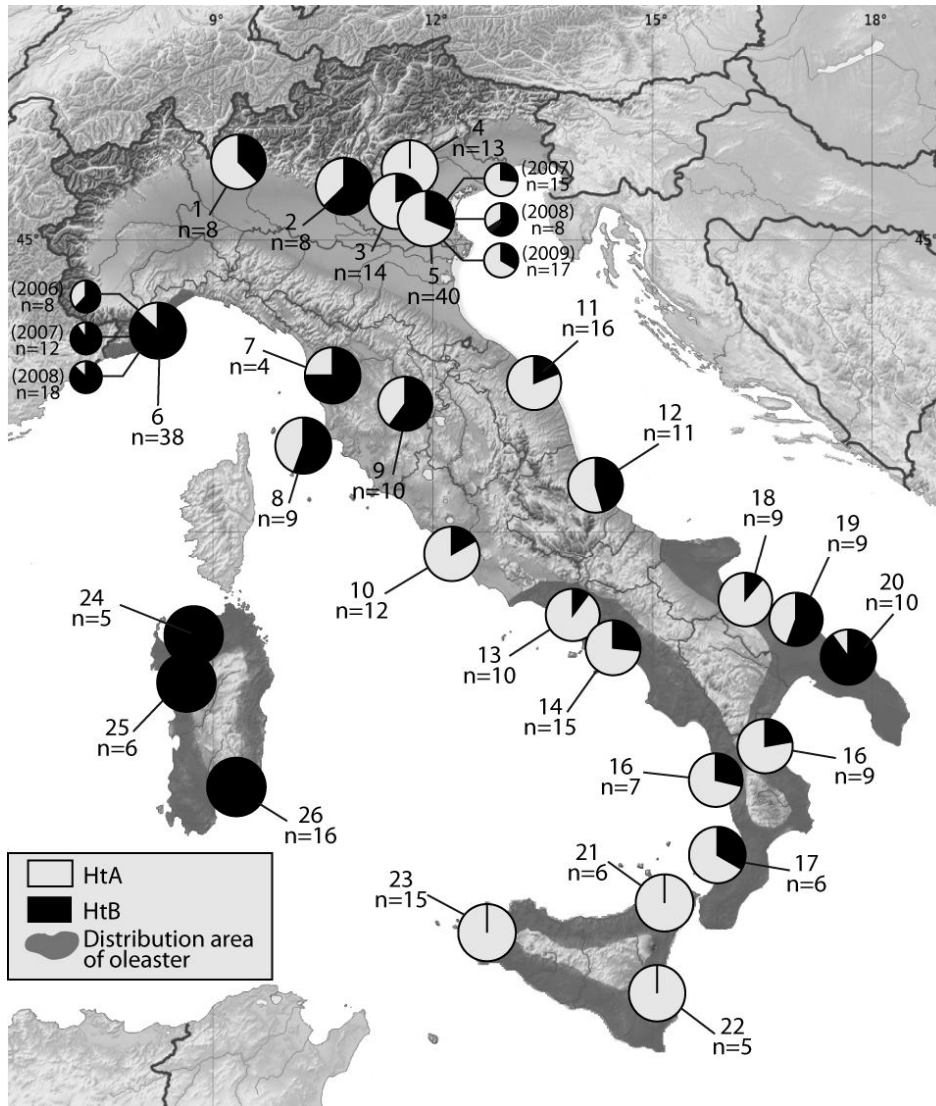 9°
12°
15°
18°
4
n=13
(2007)
n=15
1
n=8
2
n=8
(2008)
n=8
3
n=14
45°
45°
(2009)
n=17
5
n=40
(2006)
n=8
(2007)
n=12
(2008)
n=18
6
n=38
7
n=4
11
n=16
8
n=9
9
n=10
12
n=11
10
n=12
18
n=9
19
n=9
20
n=10
24
n=5
13
n=10
14
n=15
25
n=6
16
n=7
16
n=9
26
n=16
21
n=6
17
n=6
23
n=15
22
n=5
HtA
HtB
Distribution area
of oleaster